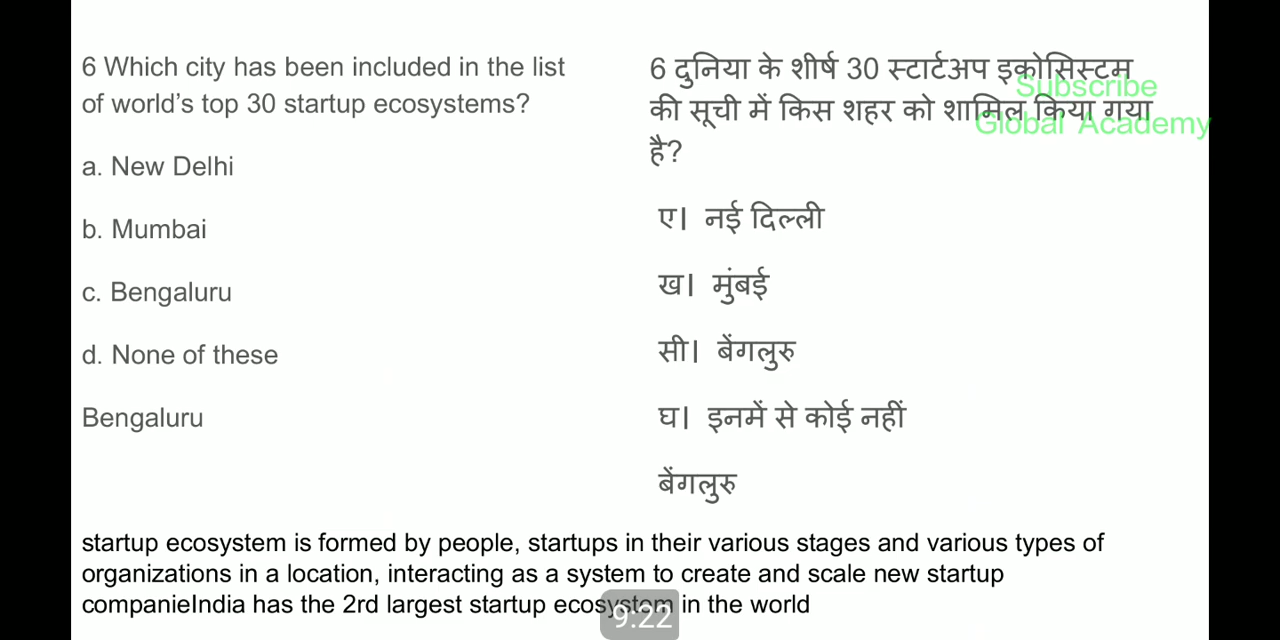 6 Which city has been included in the list
of world's top 30 startup ecosystems?
a. New Delhi
b. Mumbai
c. Bengaluru
d. None of these
Bengaluru
6 दुनिया के शीर्ष 30 स्टार्टअप इकोसिस्टम
की सूची में किस शहर को शामिल किया गया
है?
ए। नई दिल्ली
ख। मुंबई
सी। बेंगलुरु
घ। इनमें से कोई नहीं
बेंगलुरु
Subscribe
Global Academy
startup ecosystem is formed by people, startups in their various stages and various types of
organizations in a location, interacting as a system to create and scale new startup
companieIndia has the 2rd largest startup ecosystem in the world
9:22